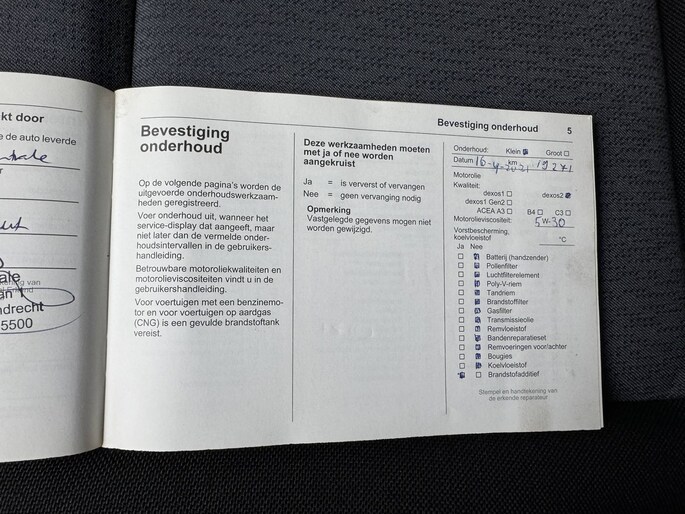 kt door
e de auto leverde
r
an 1
ndrecht
5500
Bevestiging onderhoud 5
Bevestiging
onderhoud
Op de volgende pagina's worden de
uitgevoerde onderhoudswerkzaam-
heden geregistreerd.
Voer onderhoud uit, wanneer het
service-display dat aangeeft, maar
niet later dan de vermelde onder-
houdsintervallen in de gebruikers-
handleiding.
Betrouwbare motoroliekwaliteiten en
motorolieviscositeiten vindt u in de
gebruikershandleiding.
Voor voertuigen met een benzinemo-
tor en voor voertuigen op aardgas
(CNG) is een gevulde brandstoftank
vereist.
Deze werkzaamheden moeten
met ja of nee worden
aangekruist
Ja = is ververst of vervangen
Nee = geen vervanging nodig
Opmerking
Vastgelegde gegevens mogen niet
worden gewijzigd.
Onderhoud: Klein Groot
Datum 16-4-2021 km 19271
Motorolie
Kwaliteit:
dexos1 dexos2
dexos1 Gen2
ACEA A3 B4 C3
Motorolieviscositeit: 5W-30
Vorstbescherming,
koelvloeistof °C
Ja Nee
Batterij (handzender)
Pollenfilter
Luchtfilterelement
Poly-V-riem
Tandriem
Brandstoffilter
Gasfilter
Transmissieolie
Remvloeistof
Bandenreparatieset
Remvoeringen voor/achter
Bougies
Koelvloeistof
Brandstofadditief
Stempel en handtekening van
de erkende reparateur